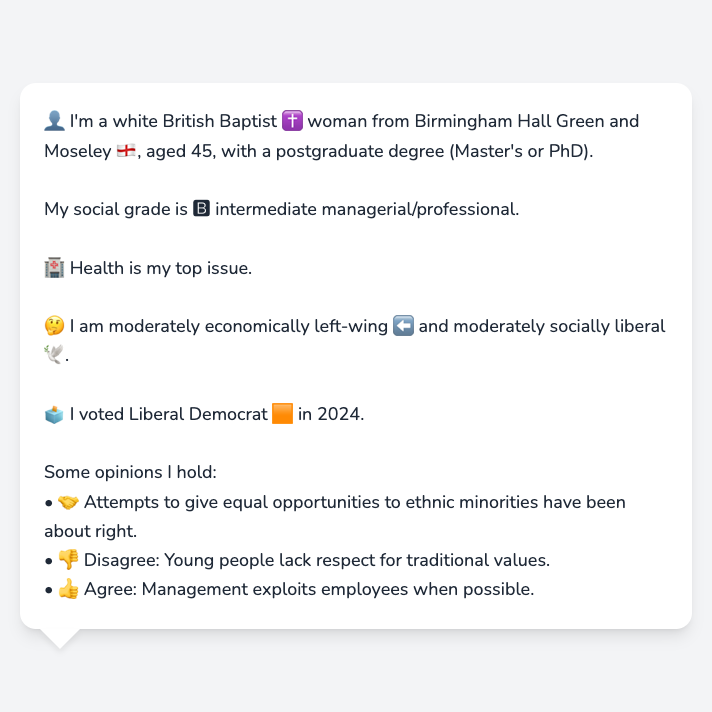 👤 I'm a white British Baptist ✝️ woman from Birmingham Hall Green and
Moseley 🏴󠁧󠁢󠁥󠁮󠁧󠁿, aged 45, with a postgraduate degree (Master's or PhD).
My social grade is 🅱 intermediate managerial/professional.
🏥 Health is my top issue.
🤔 I am moderately economically left-wing ⬅️ and moderately socially liberal
🕊️.
🗳️ I voted Liberal Democrat 🟧 in 2024.
Some opinions I hold:
• 🤝 Attempts to give equal opportunities to ethnic minorities have been
about right.
• 👎 Disagree: Young people lack respect for traditional values.
• 👍 Agree: Management exploits employees when possible.